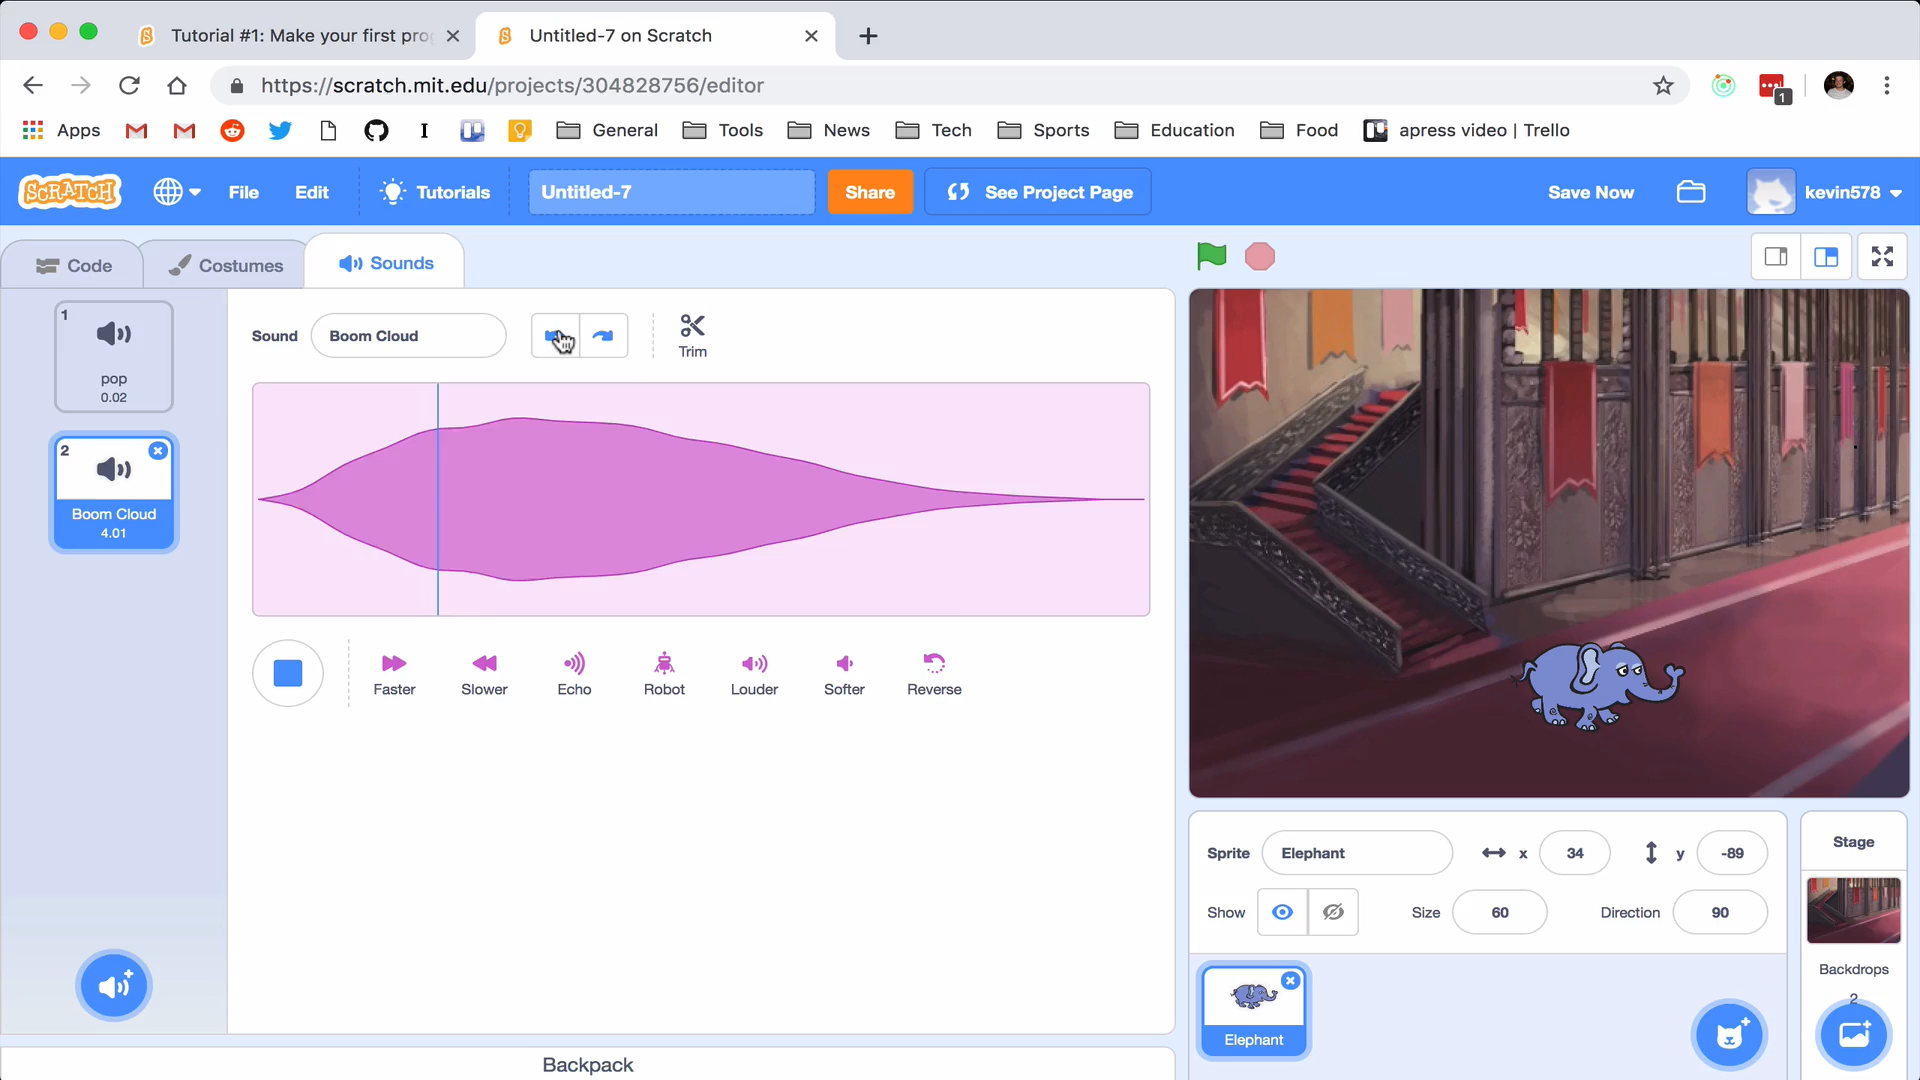 Tutorial #1: Make your first pro
Untitled-7 on Scratch
https://scratch.mit.edu/projects/304828756/editor
1
Apps
General
Tools
News
Tech
Sports
Education
Food
apress video | Trello
SCRATCH
File
Edit
Tutorials
Untitled-7
Share
See Project Page
Save Now
kevin578
Code
Costumes
Sounds
1
pop
0.02
2
Boom Cloud
4.01
Sound
Boom Cloud
Trim
Faster
Slower
Echo
Robot
Louder
Softer
Reverse
Sprite
Elephant
x
34
y
-89
Show
Size
60
Direction
90
Elephant
Stage
Backdrops
2
Backpack